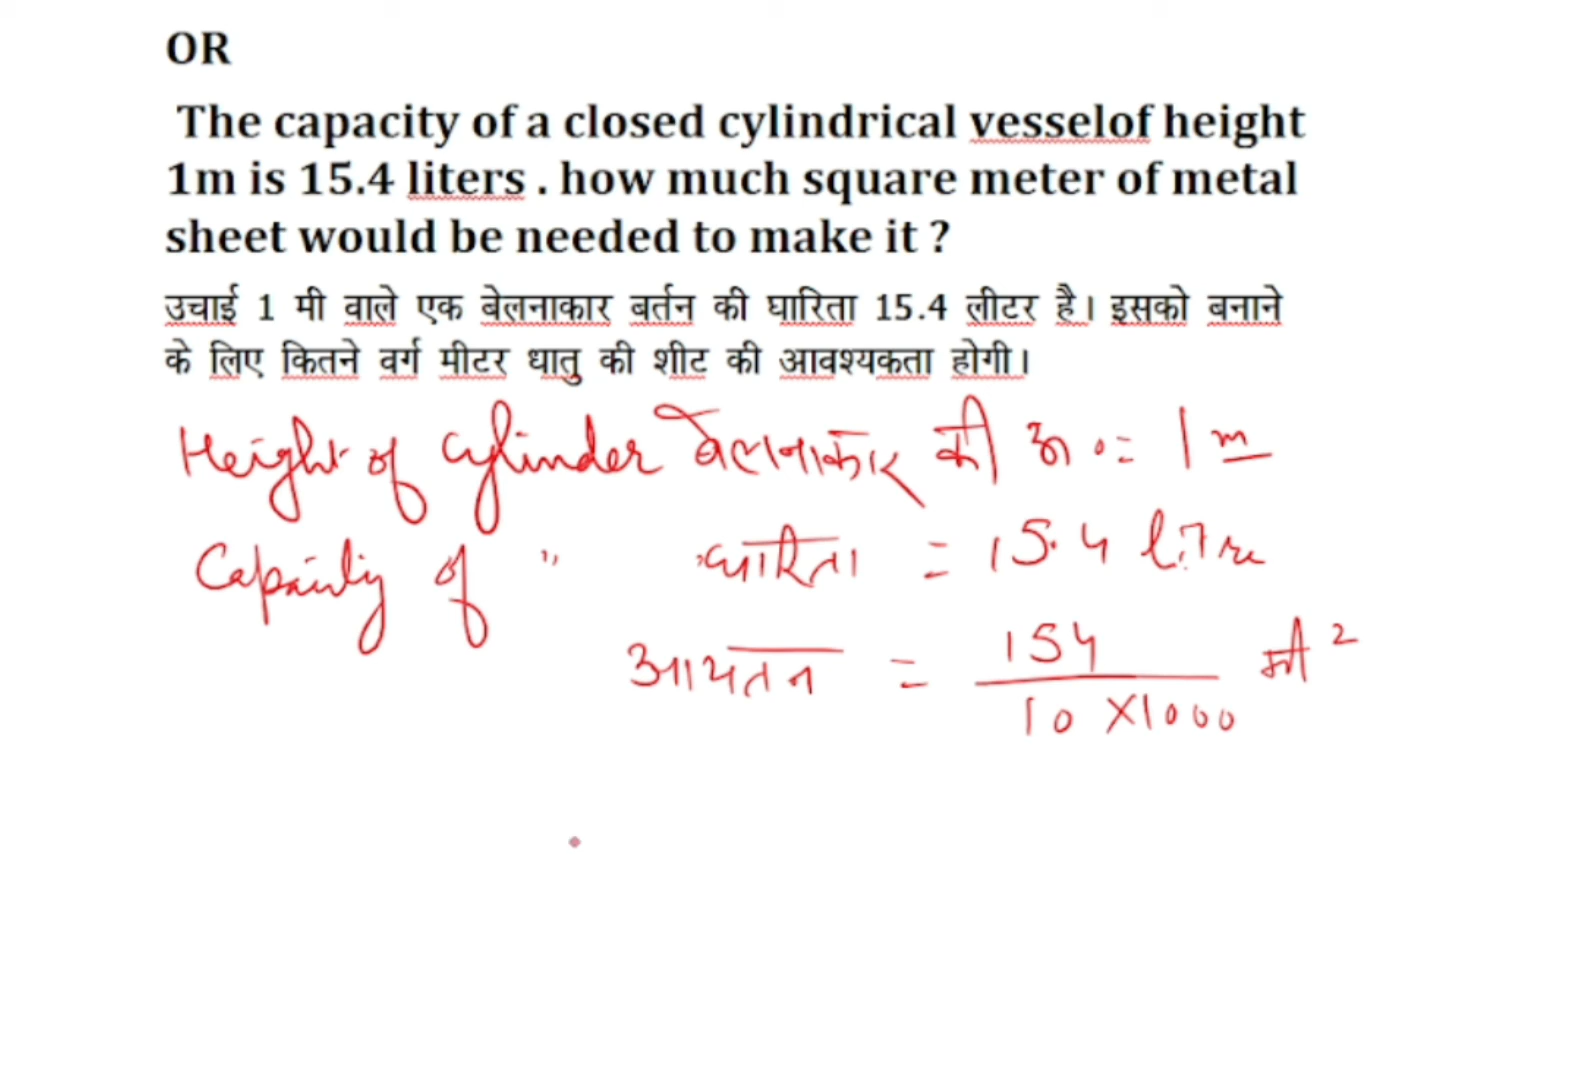 OR
The capacity of a closed cylindrical vesselof height
1m is 15.4 liters . how much square meter of metal
sheet would be needed to make it ?
उचाई 1 मी वाले एक बेलनाकार बर्तन की घारिता 15.4 लीटर है। इसको बनाने
के लिए कितने वर्ग मीटर धातु की शीट की आवश्यकता होगी।
Height of cylinder बेलनाकार की ऊ० = 1 m
Capacity of " धारिता = 15.4 litre
आयतन = 154 / 10 X1000 मी²